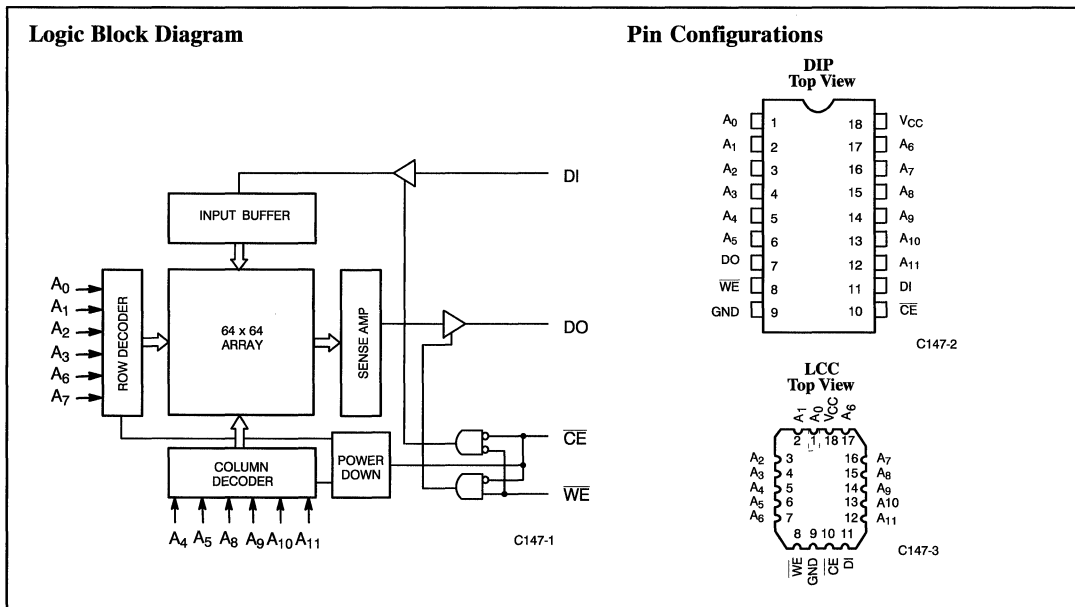 Logic Block Diagram
DI
INPUT BUFFER
A0
A1
A2
A3
A6
A7
ROW DECODER
64 x 64
ARRAY
SENSE AMP
DO
COLUMN
DECODER
POWER
DOWN
CE
WE
A4 A5 A8 A9 A10 A11
C147-1
Pin Configurations
DIP
Top View
A0 1 18 VCC
A1 2 17 A6
A2 3 16 A7
A3 4 15 A8
A4 5 14 A9
A5 6 13 A10
DO 7 12 A11
WE 8 11 DI
GND 9 10 CE
C147-2
LCC
Top View
A1 A0 VCC A6
2 1 18 17
A2 3 16 A7
A3 4 15 A8
A4 5 14 A9
A5 6 13 A10
A6 7 12 A11
8 9 10 11
WE GND CE DI
C147-3